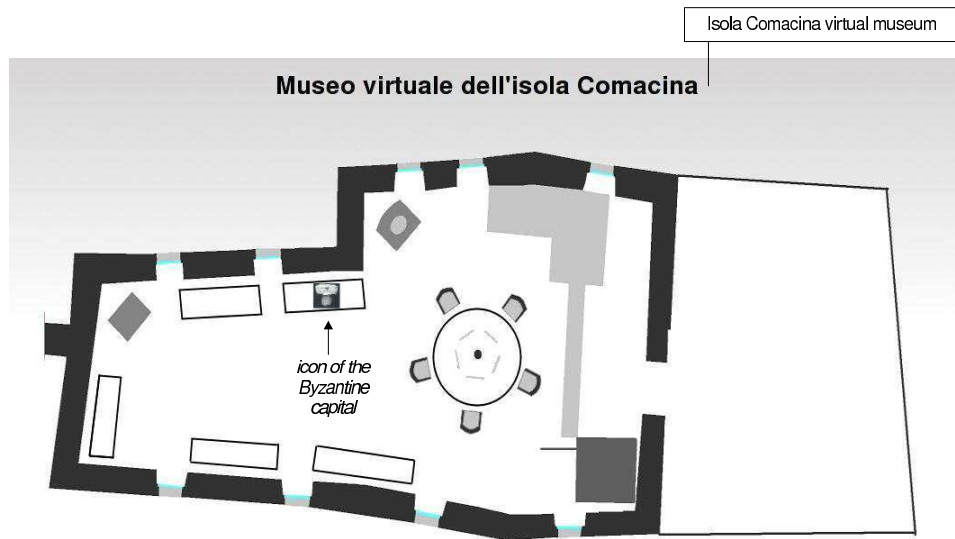 Isola Comacina virtual museum
Museo virtuale dell'isola Comacina
icon of the
Byzantine
capital